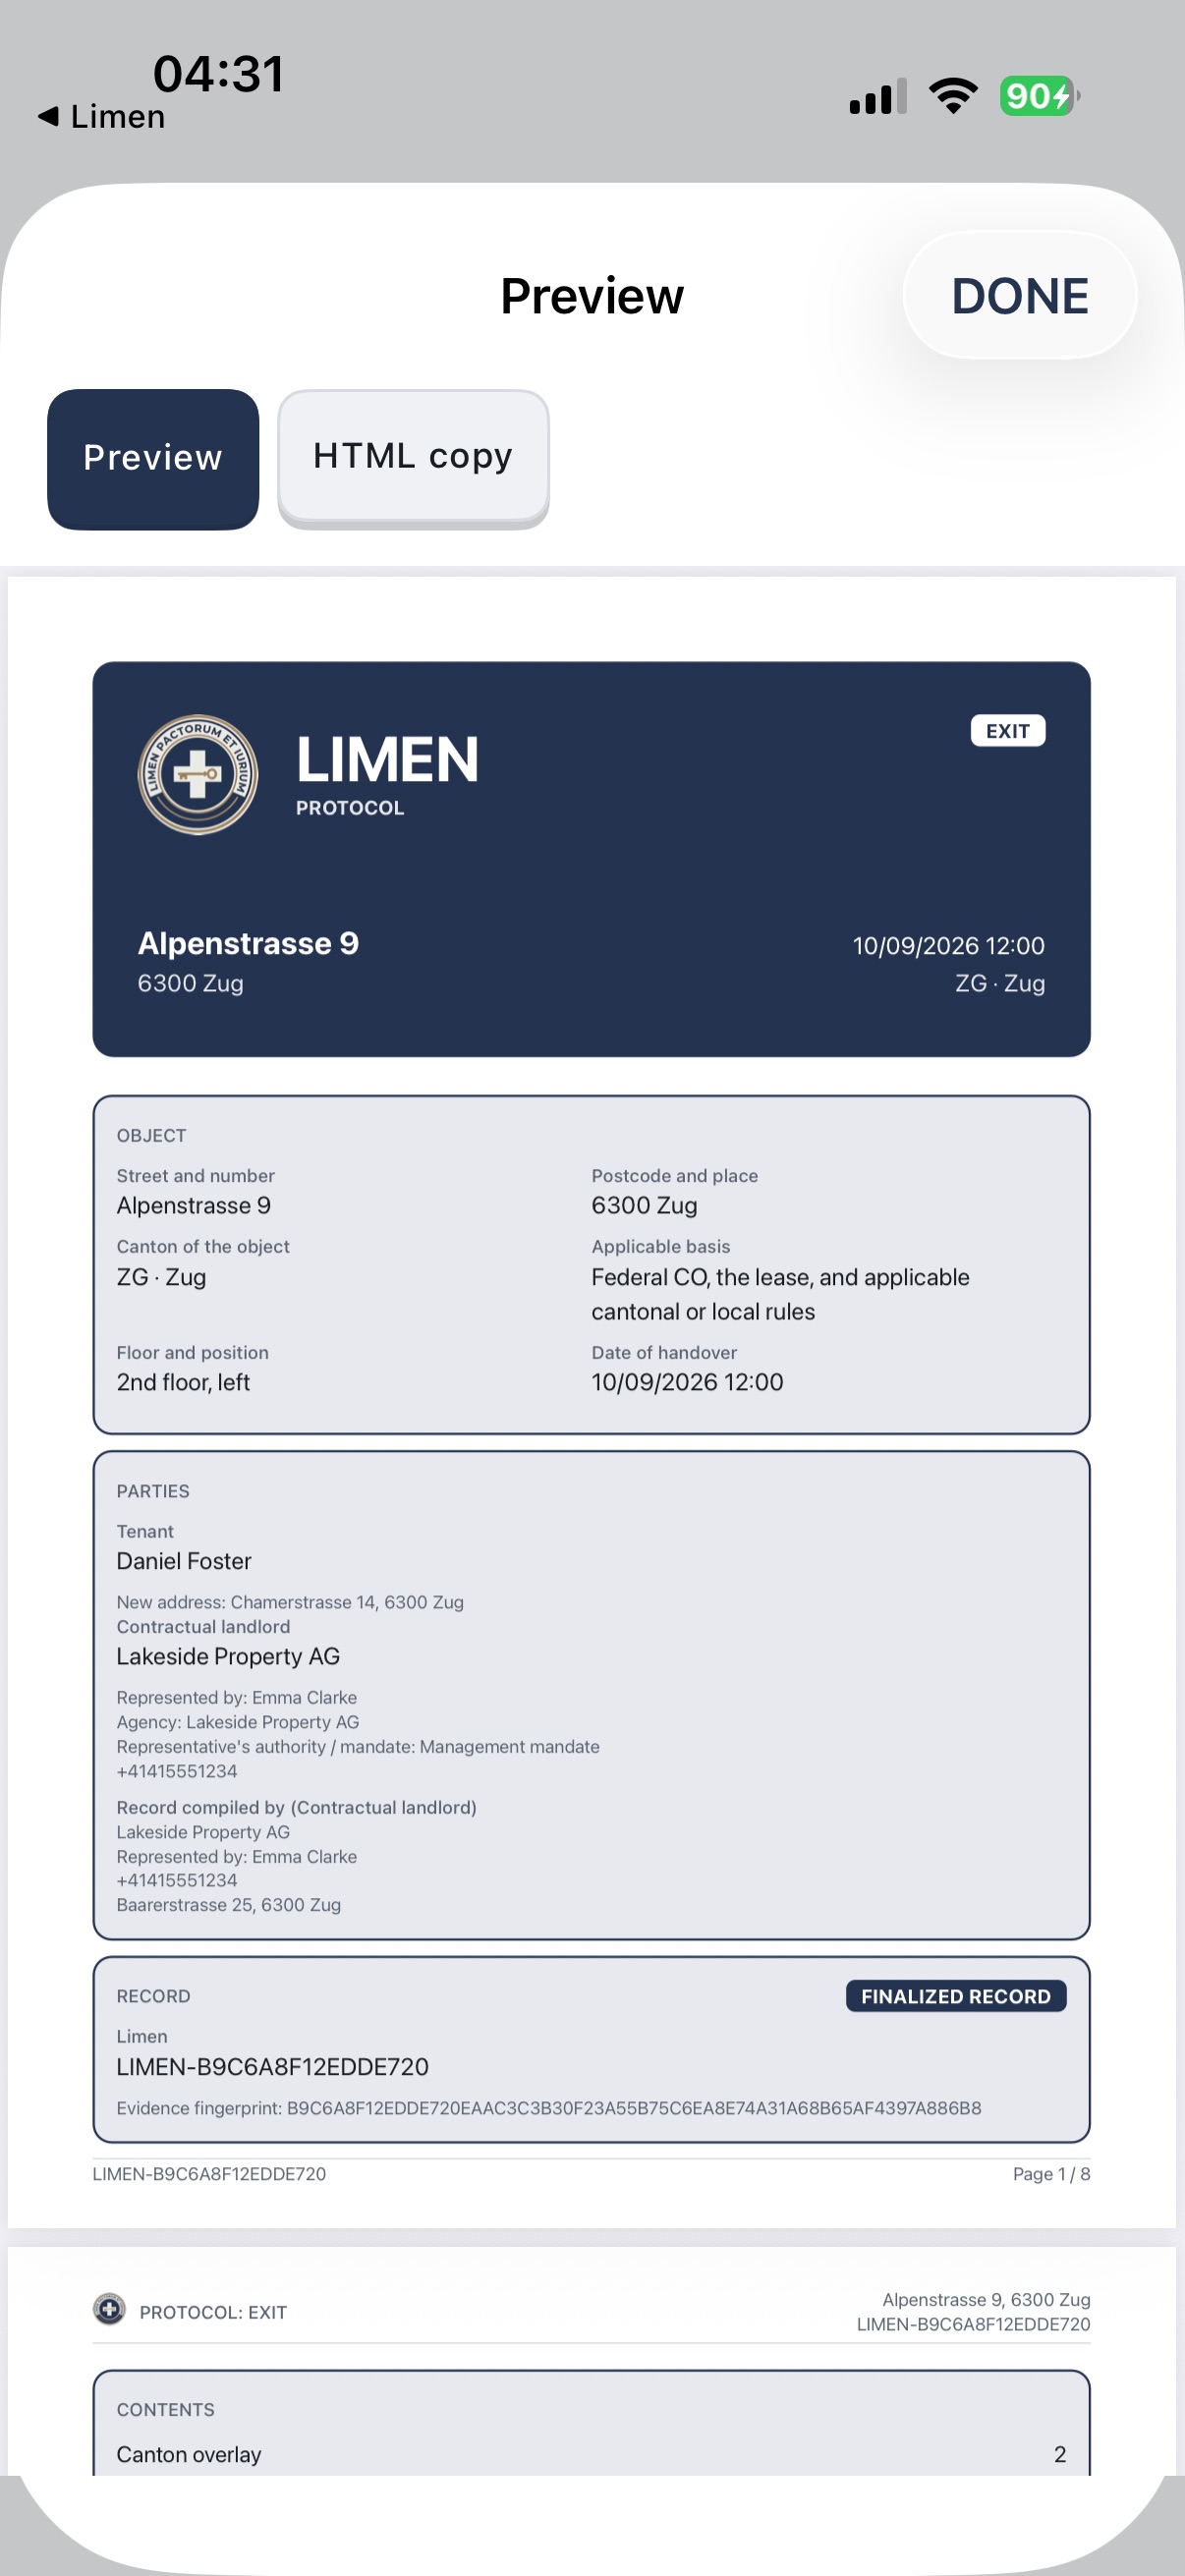 04:31
◀ Limen
90
Preview
DONE
Preview
HTML copy
LIMEN PACTORUM ET IURIUM
LIMEN
PROTOCOL
EXIT
Alpenstrasse 9
10/09/2026 12:00
6300 Zug
ZG · Zug
OBJECT
Street and number
Postcode and place
Alpenstrasse 9
6300 Zug
Canton of the object
Applicable basis
ZG · Zug
Federal CO, the lease, and applicable
cantonal or local rules
Floor and position
Date of handover
2nd floor, left
10/09/2026 12:00
PARTIES
Tenant
Daniel Foster
New address: Chamerstrasse 14, 6300 Zug
Contractual landlord
Lakeside Property AG
Represented by: Emma Clarke
Agency: Lakeside Property AG
Representative's authority / mandate: Management mandate
+41415551234
Record compiled by (Contractual landlord)
Lakeside Property AG
Represented by: Emma Clarke
+41415551234
Baarerstrasse 25, 6300 Zug
RECORD
FINALIZED RECORD
Limen
LIMEN-B9C6A8F12EDDE720
Evidence fingerprint: B9C6A8F12EDDE720EAAC3C3B30F23A55B75C6EA8E74A31A68B65AF4397A886B8
LIMEN-B9C6A8F12EDDE720
Page 1 / 8
PROTOCOL: EXIT
Alpenstrasse 9, 6300 Zug
LIMEN-B9C6A8F12EDDE720
CONTENTS
Canton overlay
2